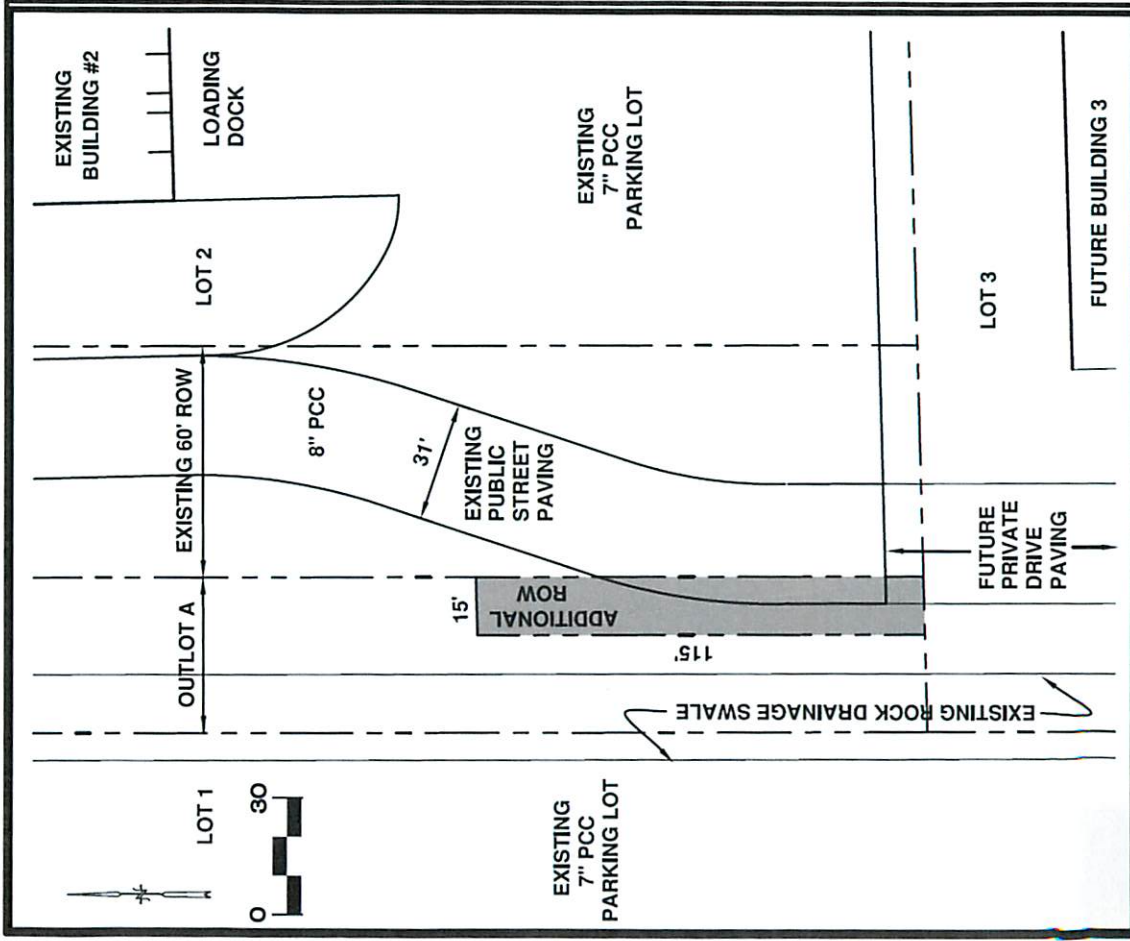 EXISTING
BUILDING #2
LOADING
DOCK
LOT 2
EXISTING 60' ROW
OUTLOT A
LOT 1
0
30
8" PCC
31'
EXISTING
PUBLIC
STREET
PAVING
EXISTING
7" PCC
PARKING LOT
15'
ADDITIONAL
ROW
115'
EXISTING ROCK DRAINAGE SWALE
EXISTING
7" PCC
PARKING LOT
LOT 3
FUTURE
PRIVATE
DRIVE
PAVING
FUTURE BUILDING 3